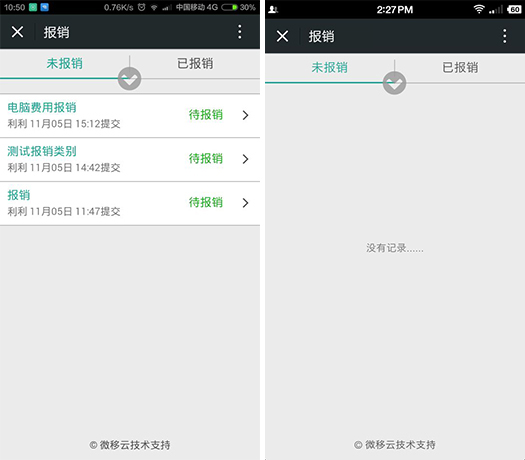 10:50 0.76K/s 中国移动 4G 30%
报销
未报销 已报销
电脑费用报销
利利 11月05日 15:12提交
待报销
测试报销类别
利利 11月05日 14:42提交
待报销
报销
利利 11月05日 11:47提交
待报销
© 微移云技术支持
2:27PM 60
报销
未报销 已报销
没有记录......
© 微移云技术支持